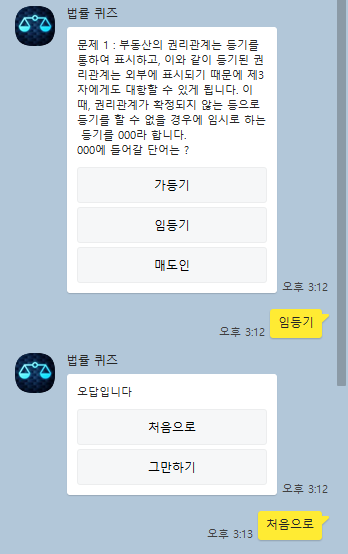 법률 퀴즈
문제 1 : 부동산의 권리관계는 등기를
통하여 표시하고, 이와 같이 등기된 권
리관계는 외부에 표시되기 때문에 제3
자에게도 대항할 수 있게 됩니다. 이
때, 권리관계가 확정되지 않는 등으로
등기를 할 수 없을 경우에 임시로 하는
등기를 000라 합니다.
000에 들어갈 단어는 ?
가등기
임등기
매도인
오후 3:12
오후 3:12 임등기
법률 퀴즈
오답입니다
처음으로
그만하기
오후 3:12
오후 3:13 처음으로